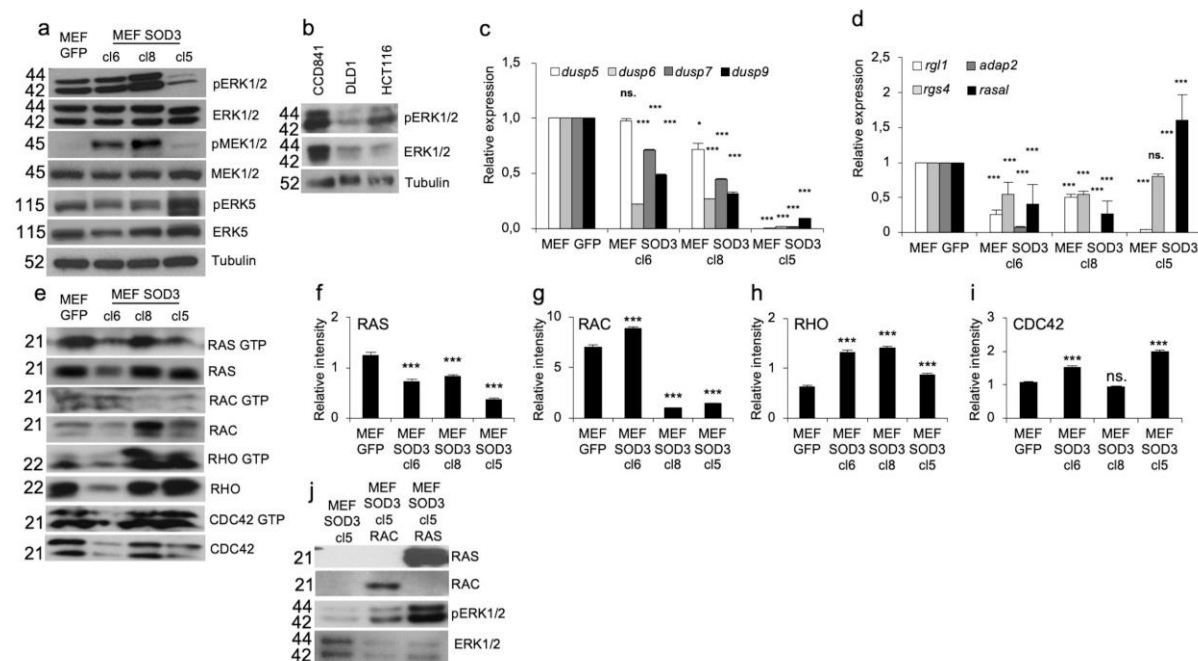 a
MEF GFP
MEF SOD3
cl6 cl8 cl5
44
42
pERK1/2
44
42
ERK1/2
45
pMEK1/2
45
MEK1/2
115
pERK5
115
ERK5
52
Tubulin
b
CCD841
DLD1
HCT116
44
42
pERK1/2
44
42
ERK1/2
52
Tubulin
c
dusp5 dusp6 dusp7 dusp9
Relative expression
1,5
1,0
0,5
0,0
ns. *** *** ***
* *** *** ***
*** *** *** ***
MEF GFP MEF SOD3 MEF SOD3 MEF SOD3
cl6 cl8 cl5
d
rgl1 adap2
rgs4 rasal
Relative expression
2,5
2
1,5
1
0,5
0
*** *** *** ***
*** *** *** ***
*** ns. *** ***
MEF GFP MEF SOD3 MEF SOD3 MEF SOD3
cl6 cl8 cl5
e
MEF GFP
MEF SOD3
cl6 cl8 cl5
21
RAS GTP
21
RAS
21
RAC GTP
21
RAC
22
RHO GTP
22
RHO
21
CDC42 GTP
21
CDC42
f
RAS
Relative intensity
2
1
0
*** *** ***
MEF MEF MEF MEF
GFP SOD3 SOD3 SOD3
cl6 cl8 cl5
g
RAC
Relative intensity
10
5
0
*** *** ***
MEF MEF MEF MEF
GFP SOD3 SOD3 SOD3
cl6 cl8 cl5
h
RHO
Relative intensity
2
1
0
*** *** ***
MEF MEF MEF MEF
GFP SOD3 SOD3 SOD3
cl6 cl8 cl5
i
CDC42
Relative intensity
3
2
1
0
*** ns. ***
MEF MEF MEF MEF
GFP SOD3 SOD3 SOD3
cl6 cl8 cl5
j
MEF SOD3 cl5
MEF SOD3 cl5 RAC
MEF SOD3 cl5 RAS
21
RAS
21
RAC
44
42
pERK1/2
44
42
ERK1/2